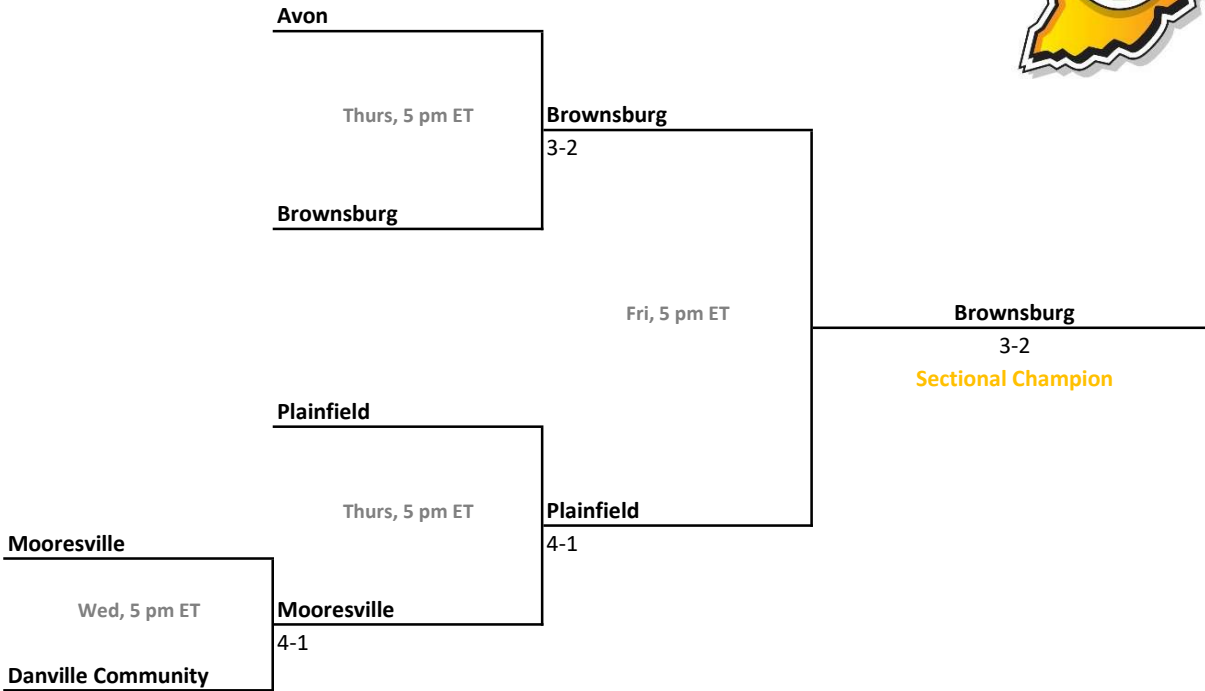 Avon
Thurs, 5 pm ET
Brownsburg
3-2
Brownsburg
Fri, 5 pm ET
Brownsburg
3-2
Sectional Champion
Plainfield
Thurs, 5 pm ET
Plainfield
4-1
Mooresville
Wed, 5 pm ET
Mooresville
4-1
Danville Community